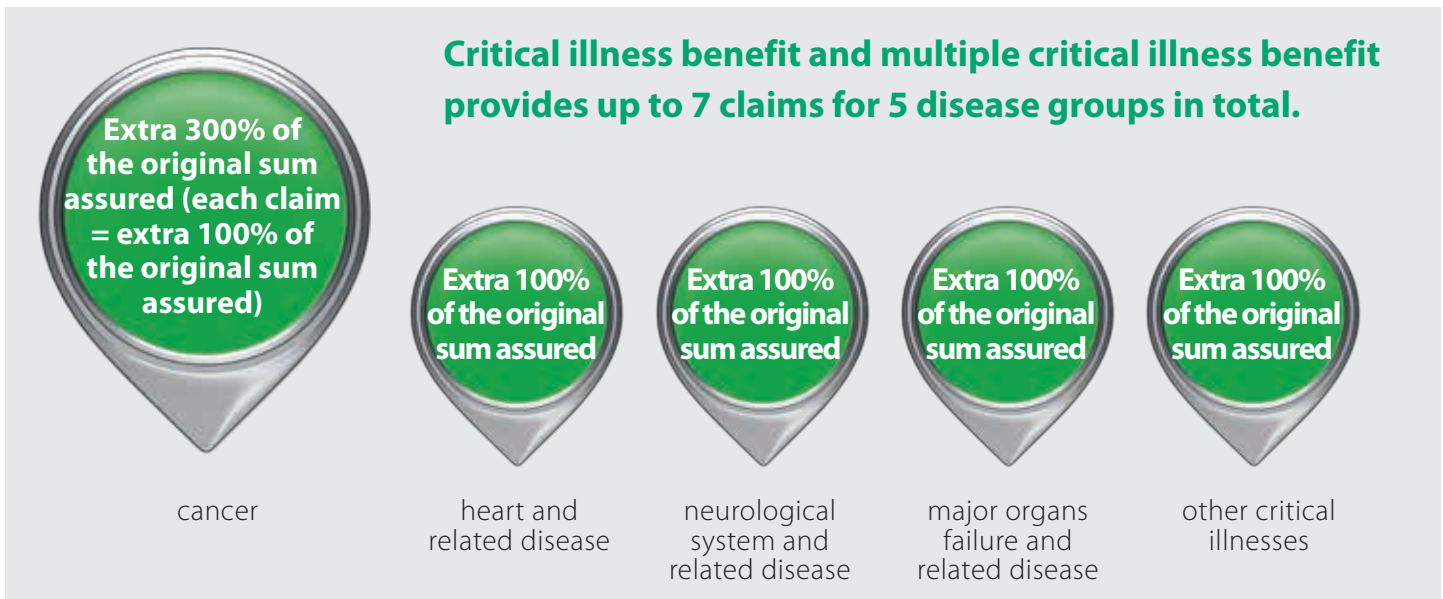 Critical illness benefit and multiple critical illness benefit
provides up to 7 claims for 5 disease groups in total.
Extra 300% of
the original sum
assured (each claim
= extra 100% of
the original sum
assured)
cancer
Extra 100%
of the original
sum assured
heart and
related disease
Extra 100%
of the original
sum assured
neurological
system and
related disease
Extra 100%
of the original
sum assured
major organs
failure and
related disease
Extra 100%
of the original
sum assured
other critical
illnesses